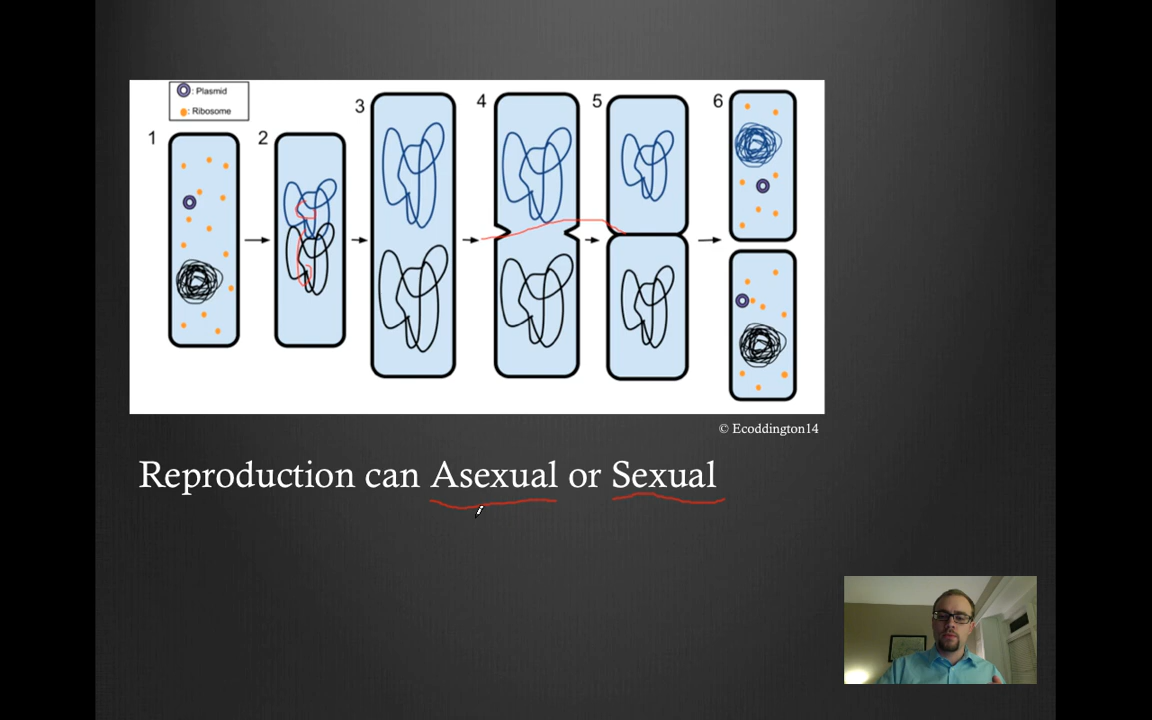 : Plasmid
: Ribosome
1
2
3
4
5
6
© Ecoddington14
Reproduction can Asexual or Sexual